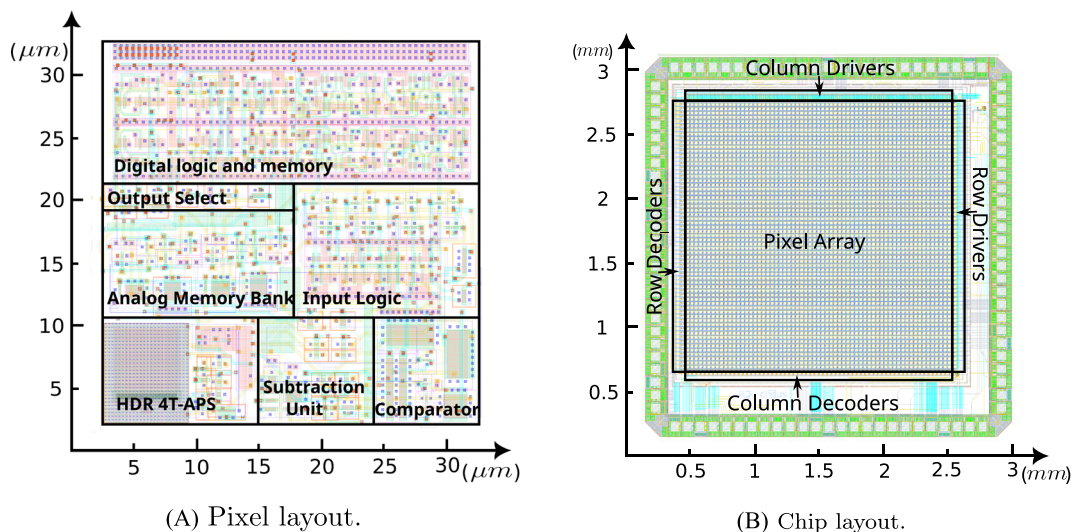 (μm)
30
25
20
15
10
5
Digital logic and memory
Output Select
Analog Memory Bank
Input Logic
HDR 4T-APS
Subtraction
Unit
Comparator
5
10
15
20
25
30
(μm)
(A) Pixel layout.
(mm)
3
2.5
2
1.5
1
0.5
Column Drivers
Row Decoders
Pixel Array
Row Drivers
Column Decoders
0.5
1
1.5
2
2.5
3
(mm)
(B) Chip layout.